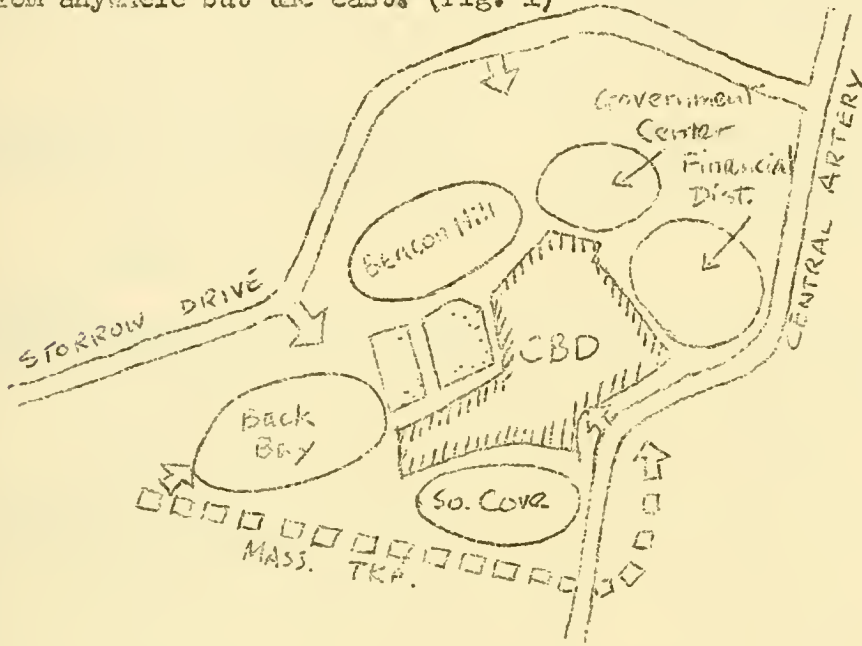 from anywhere but the east. (Fig. 1)
Government
Center
Financial
Dist.
CENTRAL ARTERY
Beacon Hill
STORROW DRIVE
CBD
Back
Bay
So. Cove
MASS. TKP.